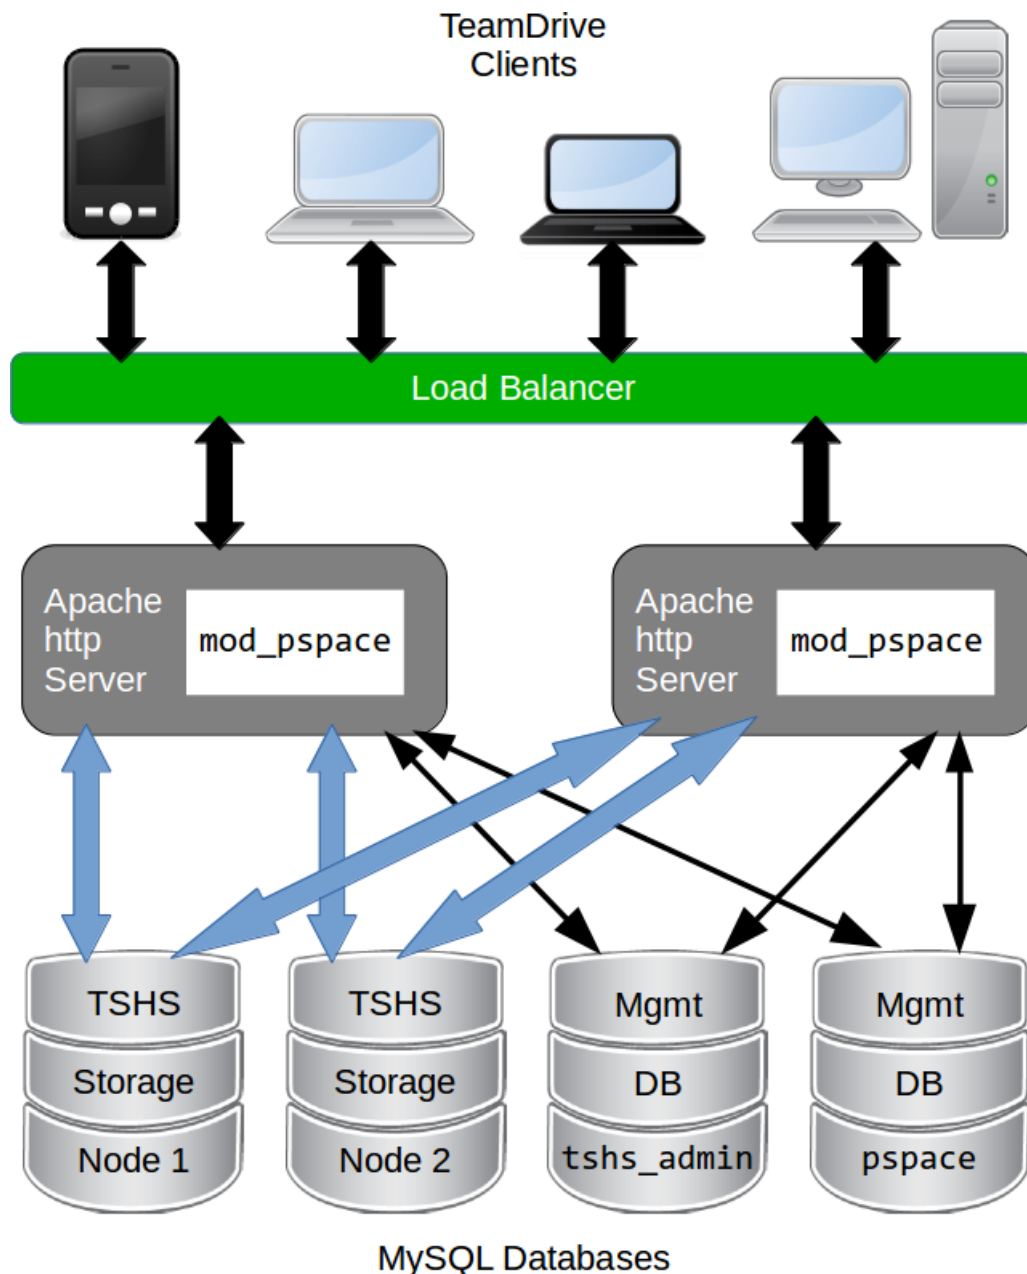 TeamDrive
Clients
Load Balancer
Apache
http
Server
mod_pspace
Apache
http
Server
mod_pspace
TSHS
Storage
Node 1
TSHS
Storage
Node 2
Mgmt
DB
tshs_admin
Mgmt
DB
pspace
MySQL Databases